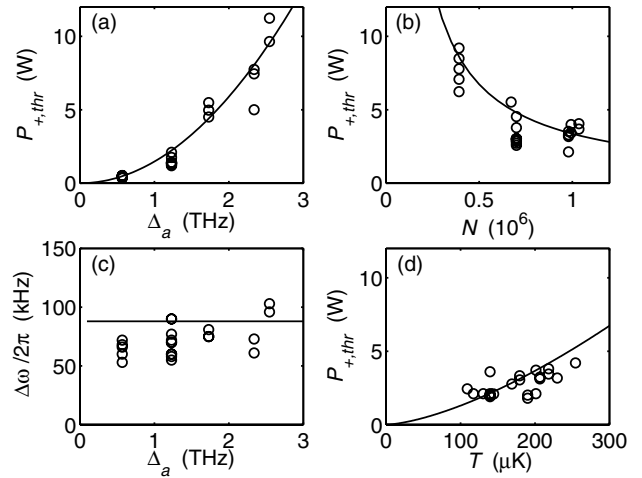 (a)
P+,thr (W)
10
5
0
0 1 2 3
Δa (THz)
(b)
P+,thr (W)
10
5
0
0 0.5 1
N (10^6)
(c)
Δω/2π (kHz)
150
100
50
0
0 1 2 3
Δa (THz)
(d)
P+,thr (W)
10
5
0
0 100 200 300
T (μK)